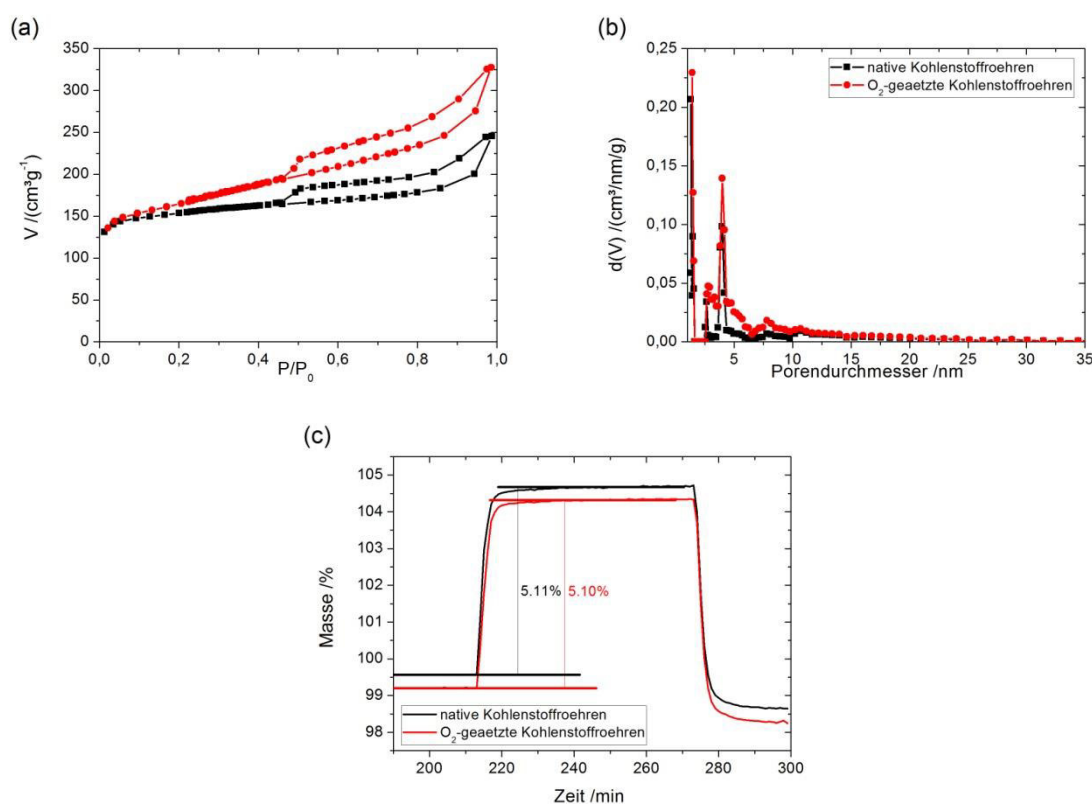 (a)
350
300
250
200
150
100
50
0
V /(cm³g⁻¹)
0,0 0,2 0,4 0,6 0,8 1,0
P/P₀
(b)
0,25
0,20
0,15
0,10
0,05
0,00
d(V) /(cm³/nm/g)
native Kohlenstoffroehren
O₂-geaetzte Kohlenstoffroehren
5 10 15 20 25 30 35
Porendurchmesser /nm
(c)
105
104
103
102
101
100
99
98
Masse /%
5.11% 5.10%
native Kohlenstoffroehren
O₂-geaetzte Kohlenstoffroehren
200 220 240 260 280 300
Zeit /min